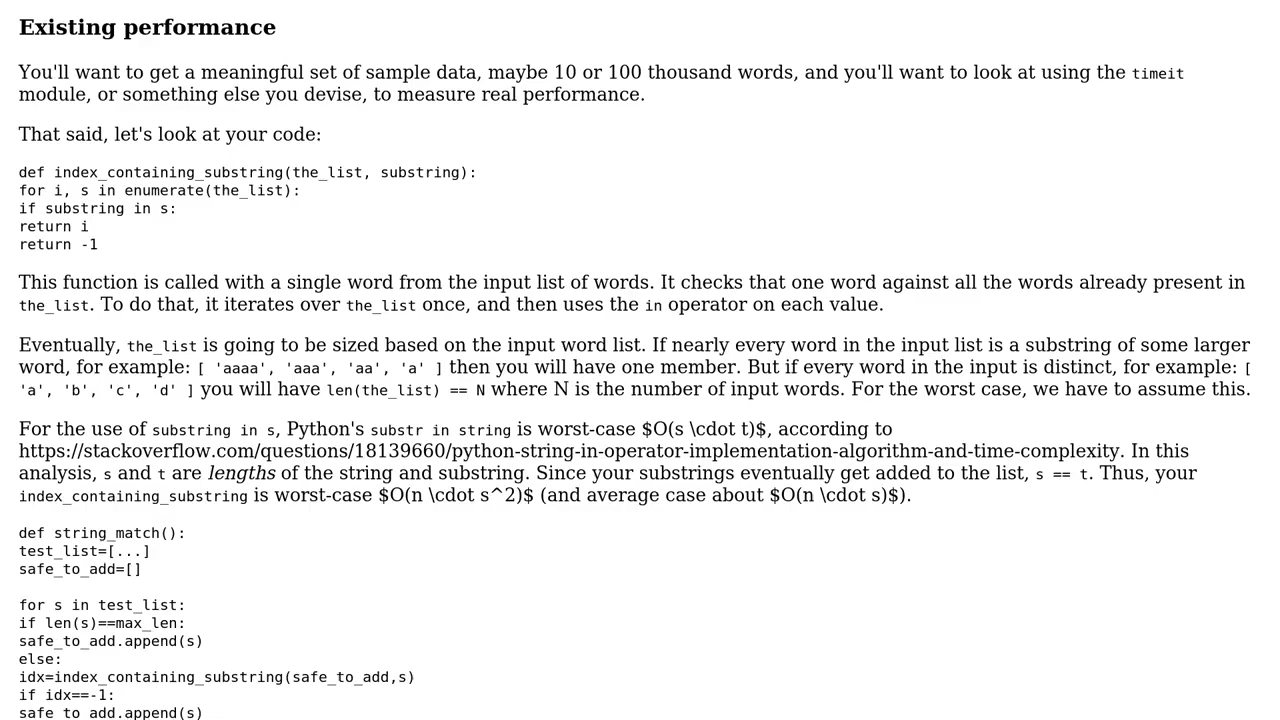 Existing performance
You'll want to get a meaningful set of sample data, maybe 10 or 100 thousand words, and you'll want to look at using the timeit
module, or something else you devise, to measure real performance.
That said, let's look at your code:
def index_containing_substring(the_list, substring):
for i, s in enumerate(the_list):
if substring in s:
return i
return -1
This function is called with a single word from the input list of words. It checks that one word against all the words already present in
the_list. To do that, it iterates over the_list once, and then uses the in operator on each value.
Eventually, the_list is going to be sized based on the input word list. If nearly every word in the input list is a substring of some larger
word, for example: [ 'aaaa', 'aaa', 'aa', 'a' ] then you will have one member. But if every word in the input is distinct, for example: [
'a', 'b', 'c', 'd' ] you will have len(the_list) == N where N is the number of input words. For the worst case, we have to assume this.
For the use of substring in s, Python's substr in string is worst-case $O(s \cdot t)$, according to
https://stackoverflow.com/questions/18139660/python-string-in-operator-implementation-algorithm-and-time-complexity. In this
analysis, s and t are lengths of the string and substring. Since your substrings eventually get added to the list, s == t. Thus, your
index_containing_substring is worst-case $O(n \cdot s^2)$ (and average case about $O(n \cdot s)$).
def string_match():
test_list=[...]
safe_to_add=[]
for s in test_list:
if len(s)==max_len:
safe_to_add.append(s)
else:
idx=index_containing_substring(safe_to_add,s)
if idx==-1:
safe_to_add.append(s)